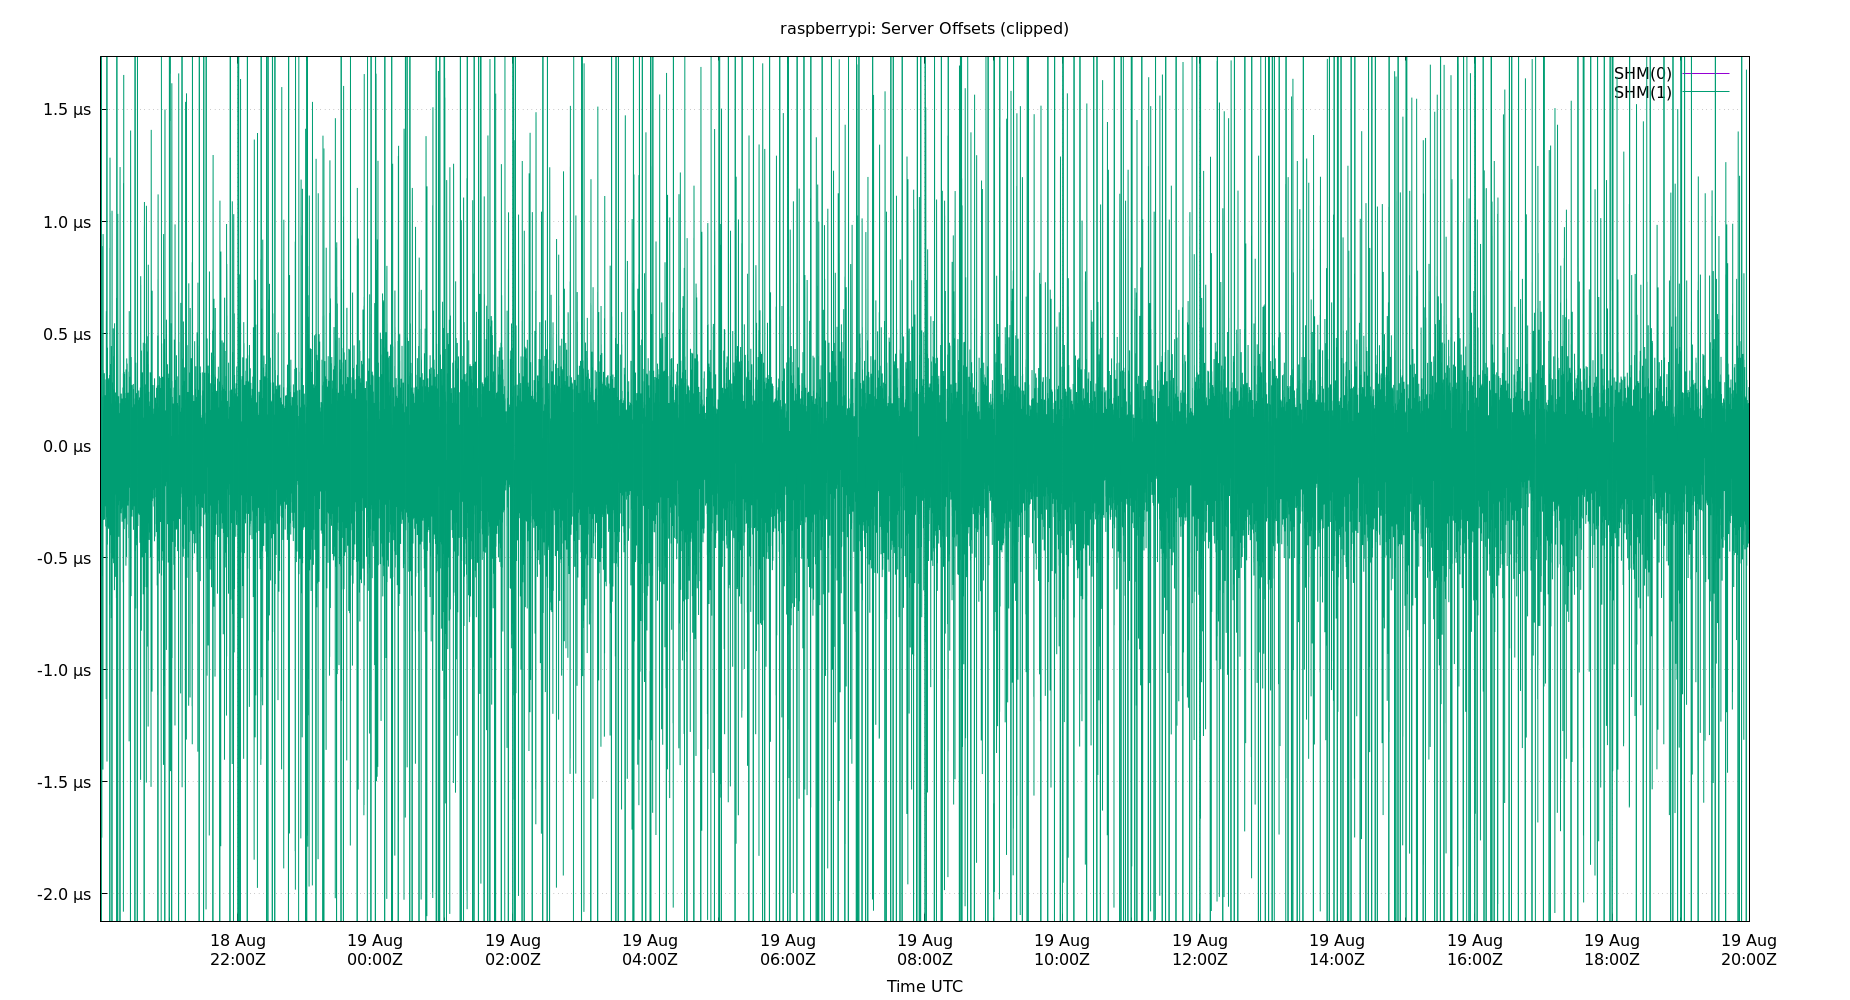 raspberrypi: Server Offsets (clipped)
SHM(0)
SHM(1)
1.5 µs
1.0 µs
0.5 µs
0.0 µs
-0.5 µs
-1.0 µs
-1.5 µs
-2.0 µs
18 Aug 19 Aug 19 Aug 19 Aug 19 Aug 19 Aug 19 Aug 19 Aug 19 Aug 19 Aug 19 Aug 19 Aug
22:00Z 00:00Z 02:00Z 04:00Z 06:00Z 08:00Z 10:00Z 12:00Z 14:00Z 16:00Z 18:00Z 20:00Z
Time UTC